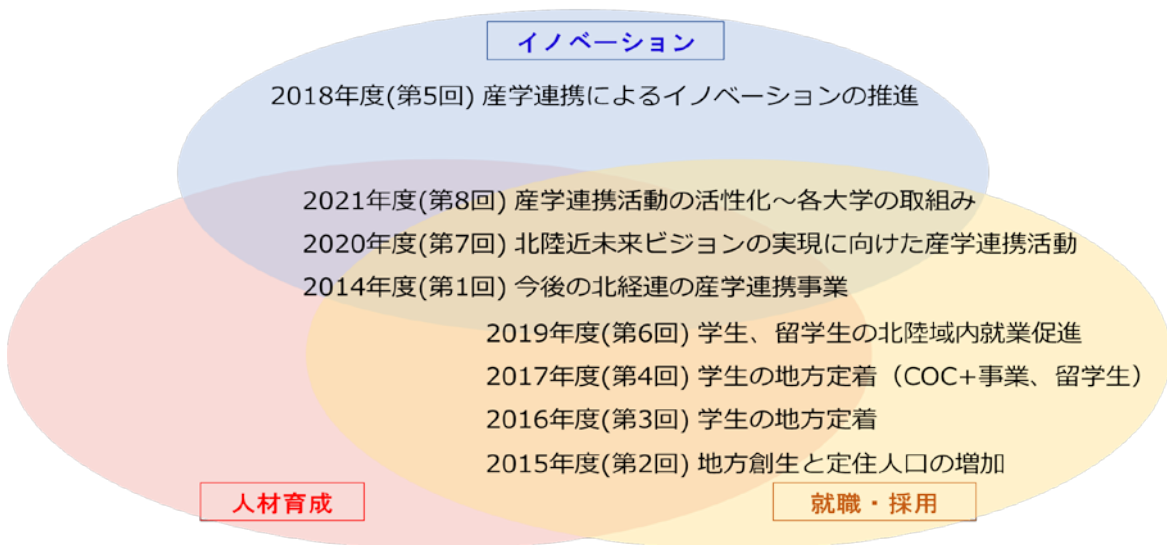 イノベーション
2018年度(第5回) 産学連携によるイノベーションの推進
2021年度(第8回) 産学連携活動の活性化～各大学の取組み
2020年度(第7回) 北陸近未来ビジョンの実現に向けた産学連携活動
2014年度(第1回) 今後の北経連の産学連携事業
2019年度(第6回) 学生、留学生の北陸域内就業促進
2017年度(第4回) 学生の地方定着（COC+事業、留学生）
2016年度(第3回) 学生の地方定着
2015年度(第2回) 地方創生と定住人口の増加
人材育成
就職・採用